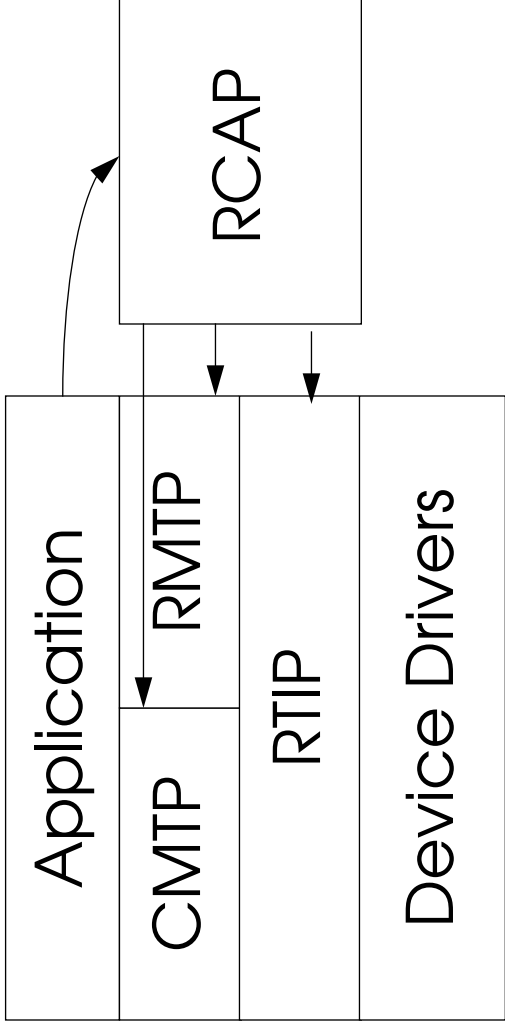 Application
CMTP
RMTP
RTIP
Device Drivers
RCAP